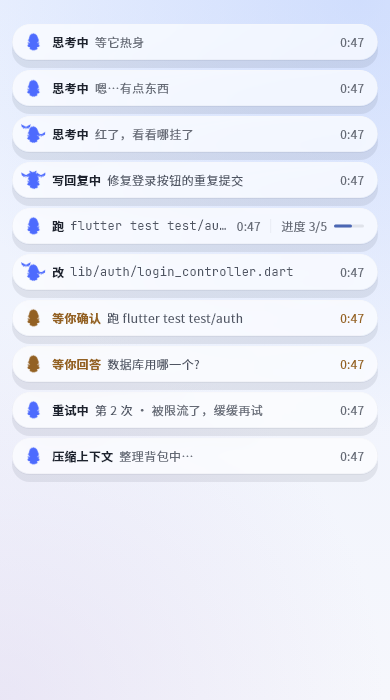 思考中 等它热身 0:47
思考中 嗯…有点东西 0:47
思考中 红了，看看哪挂了 0:47
写回复中 修复登录按钮的重复提交 0:47
跑 flutter test test/au… 0:47 进度 3/5
改 lib/auth/login_controller.dart 0:47
等你确认 跑 flutter test test/auth 0:47
等你回答 数据库用哪一个? 0:47
重试中 第 2 次 · 被限流了，缓缓再试 0:47
压缩上下文 整理背包中… 0:47